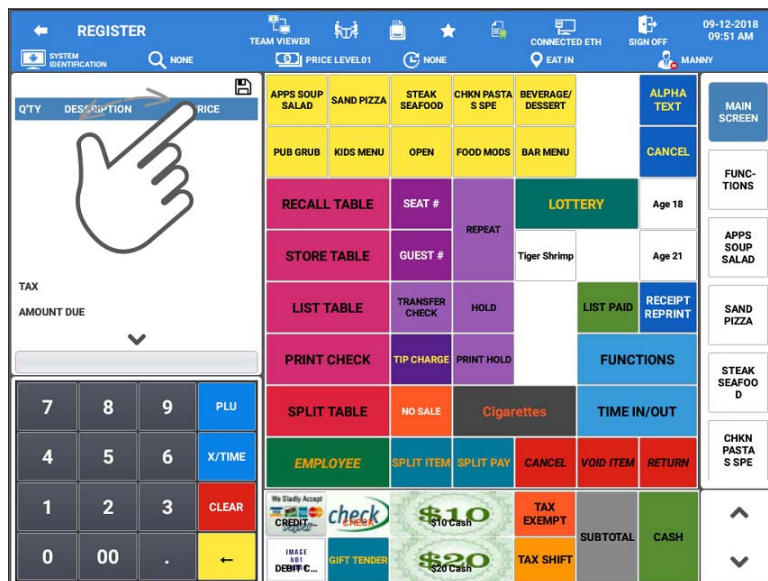 REGISTER
TEAM VIEWER
CONNECTED ETH
SIGN OFF
09-12-2018
09:51 AM
SYSTEM
IDENTIFICATION
NONE
PRICE LEVEL01
NONE
EAT IN
MANNY
Q'TY DESCRIPTION RICE
TAX
AMOUNT DUE
7 8 9 PLU
4 5 6 X/TIME
1 2 3 CLEAR
0 00 . ←
APPS SOUP
SALAD
SAND PIZZA
STEAK
SEAFOOD
CHKN PASTA
S SPE
BEVERAGE/
DESSERT
ALPHA
TEXT
PUB GRUB
KIDS MENU
OPEN
FOOD MODS
BAR MENU
CANCEL
RECALL TABLE
SEAT #
REPEAT
LOTTERY
Age 18
STORE TABLE
GUEST #
Tiger Shrimp
Age 21
LIST TABLE
TRANSFER
CHECK
HOLD
LIST PAID
RECEIPT
REPRINT
PRINT CHECK
TIP CHARGE
PRINT HOLD
FUNCTIONS
SPLIT TABLE
NO SALE
Cigarettes
TIME IN/OUT
EMPLOYEE
SPLIT ITEM
SPLIT PAY
CANCEL
VOID ITEM
RETURN
We Gladly Accept
CREDIT...
check
CHECK
$10
$10 Cash
TAX
EXEMPT
SUBTOTAL
CASH
IMAGE
NOT
DEBIT C...
GIFT TENDER
$20
$20 Cash
TAX SHIFT
MAIN
SCREEN
FUNC-
TIONS
APPS
SOUP
SALAD
SAND
PIZZA
STEAK
SEAFOO
D
CHKN
PASTA
S SPE